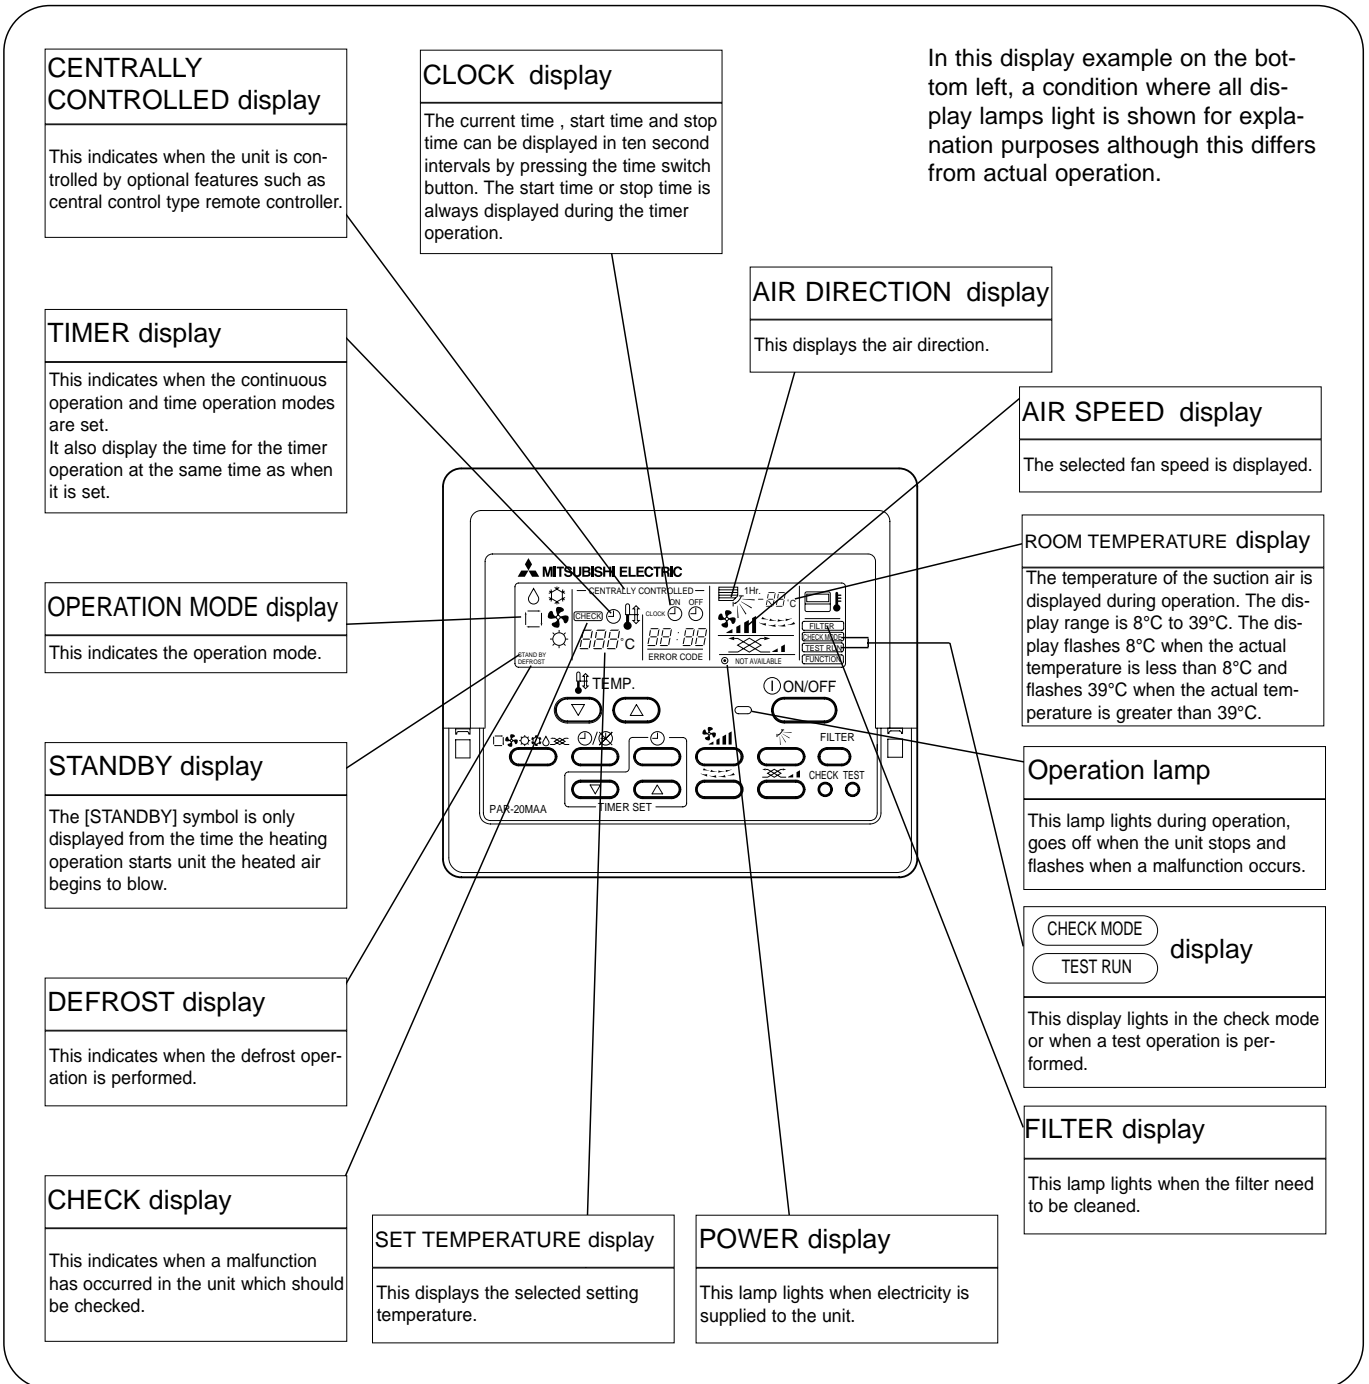 CENTRALLY
CONTROLLED display
This indicates when the unit is con-
trolled by optional features such as
central control type remote controller.
CLOCK display
The current time , start time and stop
time can be displayed in ten second
intervals by pressing the time switch
button. The start time or stop time is
always displayed during the timer
operation.
In this display example on the bot-
tom left, a condition where all dis-
play lamps light is shown for expla-
nation purposes although this differs
from actual operation.
TIMER display
This indicates when the continuous
operation and time operation modes
are set.
It also display the time for the timer
operation at the same time as when
it is set.
AIR DIRECTION display
This displays the air direction.
AIR SPEED display
The selected fan speed is displayed.
ROOM TEMPERATURE display
The temperature of the suction air is
displayed during operation. The dis-
play range is 8°C to 39°C. The dis-
play flashes 8°C when the actual
temperature is less than 8°C and
flashes 39°C when the actual tem-
perature is greater than 39°C.
OPERATION MODE display
This indicates the operation mode.
MITSUBISHI ELECTRIC
CENTRALLY CONTROLLED
ON OFF
CLOCK
CHECK
888°C
88:88
ERROR CODE
STAND BY
DEFROST
1Hr.
-88°C
NOT AVAILABLE
FILTER
CHECK MODE
TEST RUN
FUNCTION
TEMP.
ON/OFF
FILTER
CHECK TEST
PAR-20MAA
TIMER SET
STANDBY display
The [STANDBY] symbol is only
displayed from the time the heating
operation starts unit the heated air
begins to blow.
Operation lamp
This lamp lights during operation,
goes off when the unit stops and
flashes when a malfunction occurs.
CHECK MODE
TEST RUN
display
This display lights in the check mode
or when a test operation is per-
formed.
DEFROST display
This indicates when the defrost oper-
ation is performed.
FILTER display
This lamp lights when the filter need
to be cleaned.
CHECK display
This indicates when a malfunction
has occurred in the unit which should
be checked.
SET TEMPERATURE display
This displays the selected setting
temperature.
POWER display
This lamp lights when electricity is
supplied to the unit.